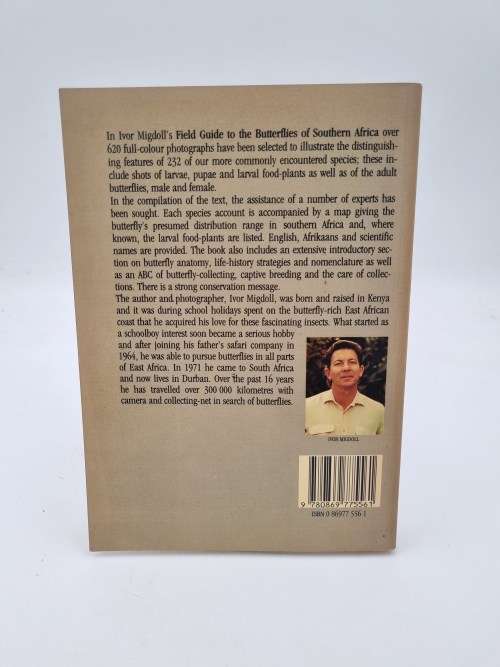 In Ivor Migdoll's Field Guide to the Butterflies of Southern Africa over
620 full-colour photographs have been selected to illustrate the distinguish-
ing features of 232 of our more commonly encountered species; these in-
clude shots of larvae, pupae and larval food-plants as well as of the adult
butterflies, male and female.
In the compilation of the text, the assistance of a number of experts has
been sought. Each species account is accompanied by a map giving the
butterfly's presumed distribution range in southern Africa and, where
known, the larval food-plants are listed. English, Afrikaans and scientific
names are provided. The book also includes an extensive introductory sec-
tion on butterfly anatomy, life-history strategies and nomenclature as well
as an ABC of butterfly-collecting, captive breeding and the care of collec-
tions. There is a strong conservation message.
The author and photographer, Ivor Migdoll, was born and raised in Kenya
and it was during school holidays spent on the butterfly-rich East African
coast that he acquired his love for these fascinating insects. What started as
a schoolboy interest soon became a serious hobby
and after joining his father's safari company in
1964, he was able to pursue butterflies in all parts
of East Africa. In 1971 he came to South Africa
and now lives in Durban. Over the past 16 years
he has travelled over 300 000 kilometres with
camera and collecting-net in search of butterflies.
IVOR MIGDOLL
9 780869 775561
ISBN 0 86977 556 1